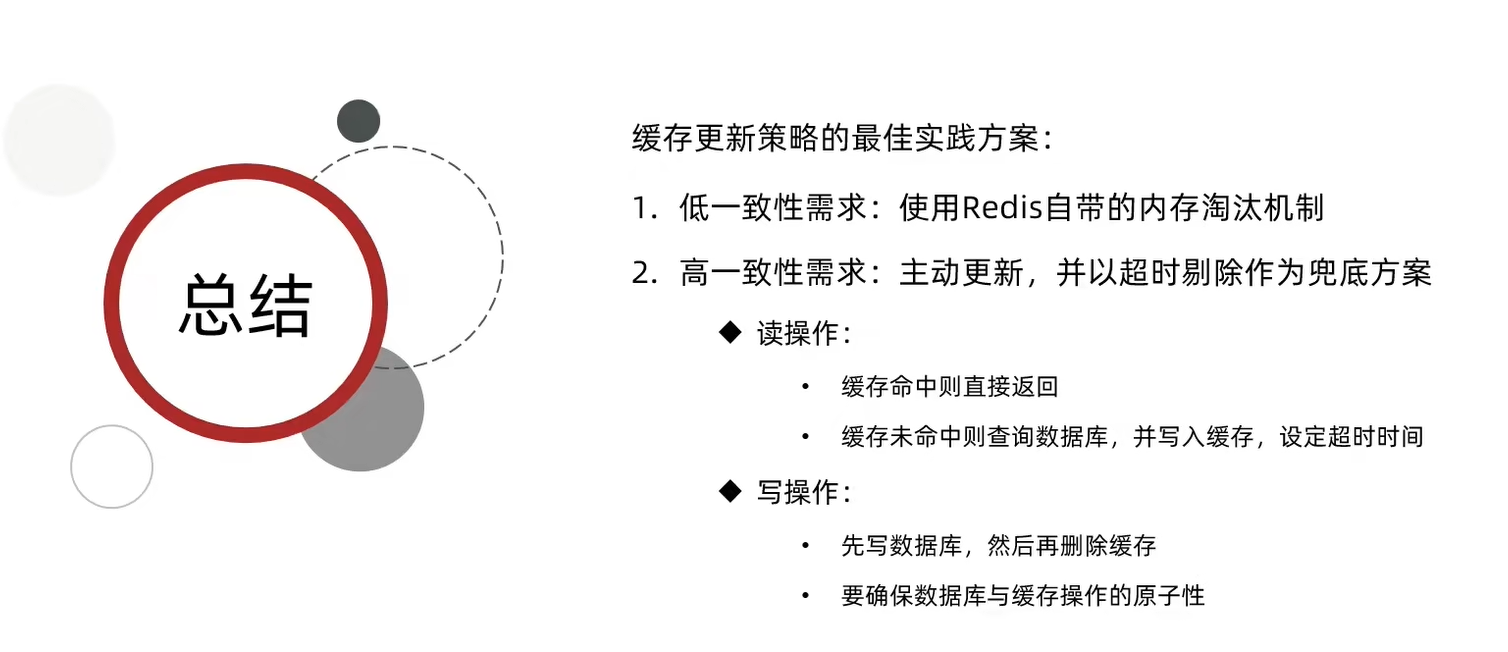 总结
缓存更新策略的最佳实践方案：
1. 低一致性需求：使用Redis自带的内存淘汰机制
2. 高一致性需求：主动更新，并以超时剔除作为兜底方案
◆ 读操作：
• 缓存命中则直接返回
• 缓存未命中则查询数据库，并写入缓存，设定超时时间
◆ 写操作：
• 先写数据库，然后再删除缓存
• 要确保数据库与缓存操作的原子性